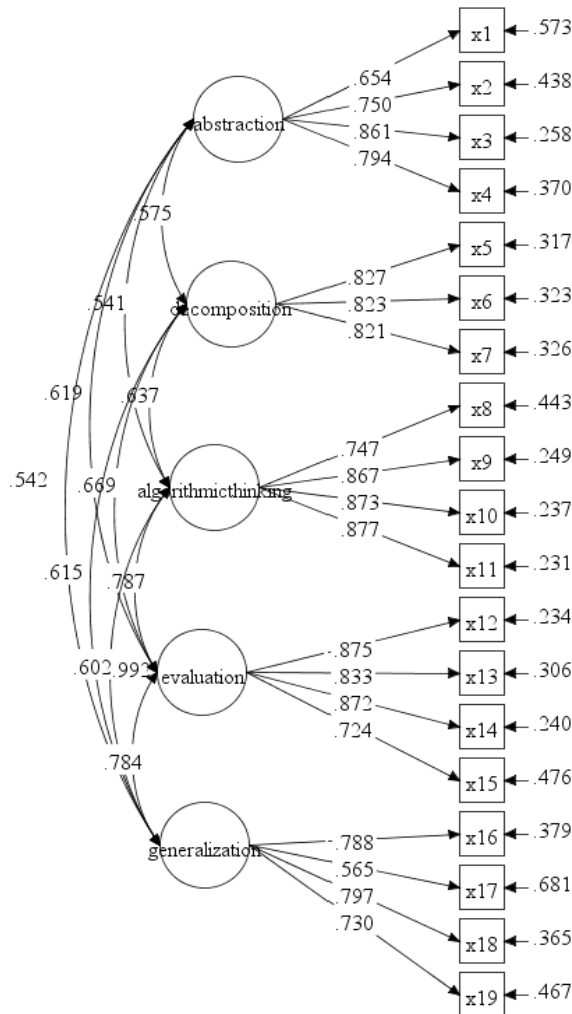 x1
.573
.654
x2
.438
.750
abstraction
.861
x3
.258
.794
x4
.370
.575
x5
.317
.827
x6
.323
decomposition
.823
.541
.821
x7
.326
.619
.637
x8
.443
.747
x9
.249
.542
.669
algorithmicthinking
.867
.873
x10
.237
.877
x11
.231
.615
.787
x12
.234
.875
.602
.992
evaluation
.833
x13
.306
.872
x14
.240
.724
.784
x15
.476
x16
.379
generalization
.788
.565
x17
.681
.797
.730
x18
.365
x19
.467